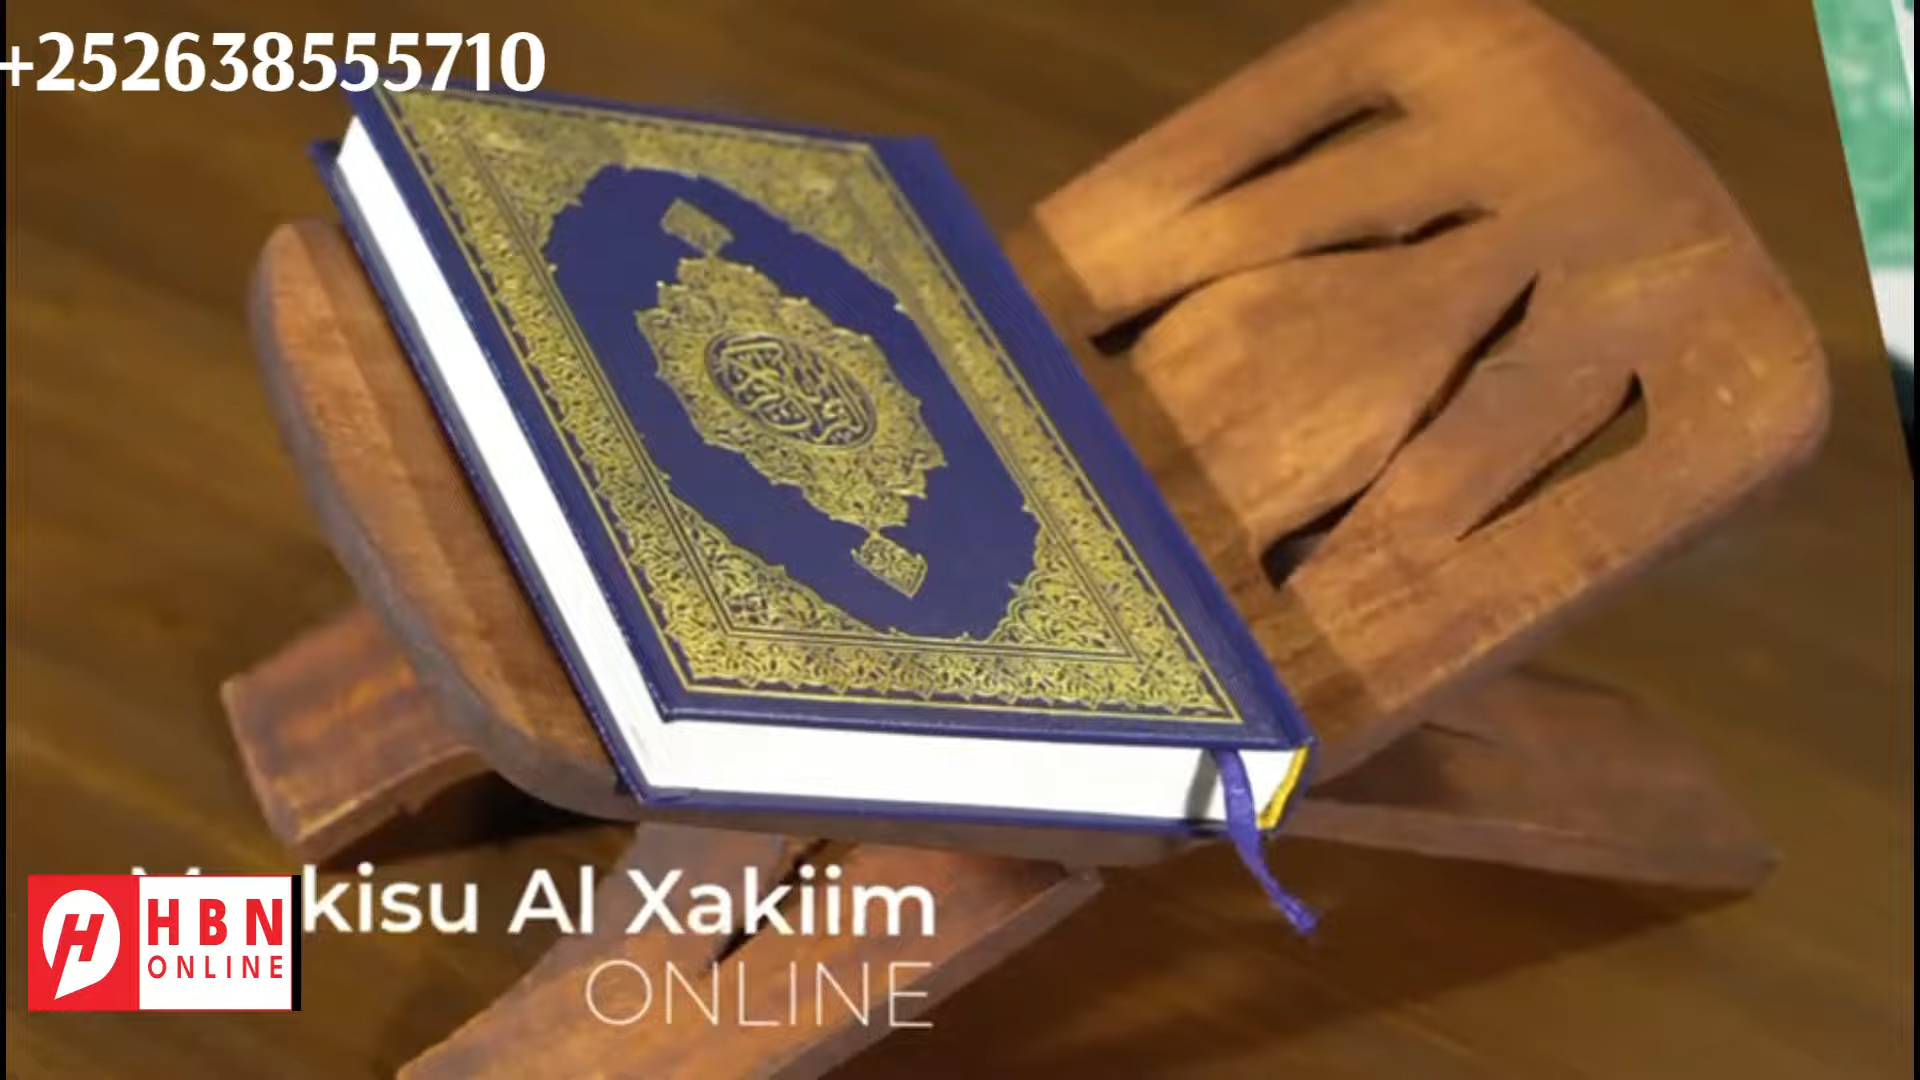 +252638555710
kisu Al Xakiim
ONLINE
HBN
ONLINE